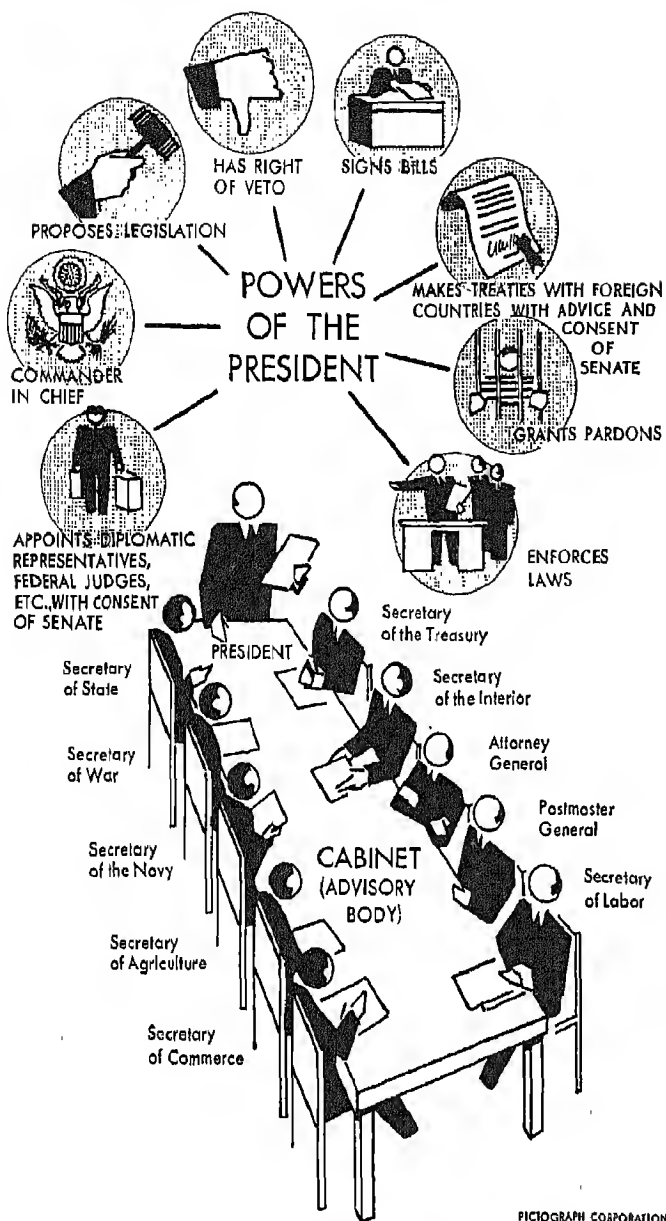 HAS RIGHT
OF VETO
SIGNS BILLS
PROPOSES LEGISLATION
MAKES TREATIES WITH FOREIGN
COUNTRIES WITH ADVICE AND
CONSENT
OF
SENATE
POWERS
OF THE
PRESIDENT
COMMANDER
IN CHIEF
GRANTS PARDONS
APPOINTS DIPLOMATIC
REPRESENTATIVES,
FEDERAL JUDGES,
ETC., WITH CONSENT
OF SENATE
ENFORCES
LAWS
PRESIDENT
Secretary
of the Treasury
Secretary
of State
Secretary
of the Interior
Secretary
of War
Attorney
General
Secretary
of the Navy
Postmaster
General
CABINET
(ADVISORY
BODY)
Secretary
of Labor
Secretary
of Agriculture
Secretary
of Commerce
PICTOGRAPH CORPORATION